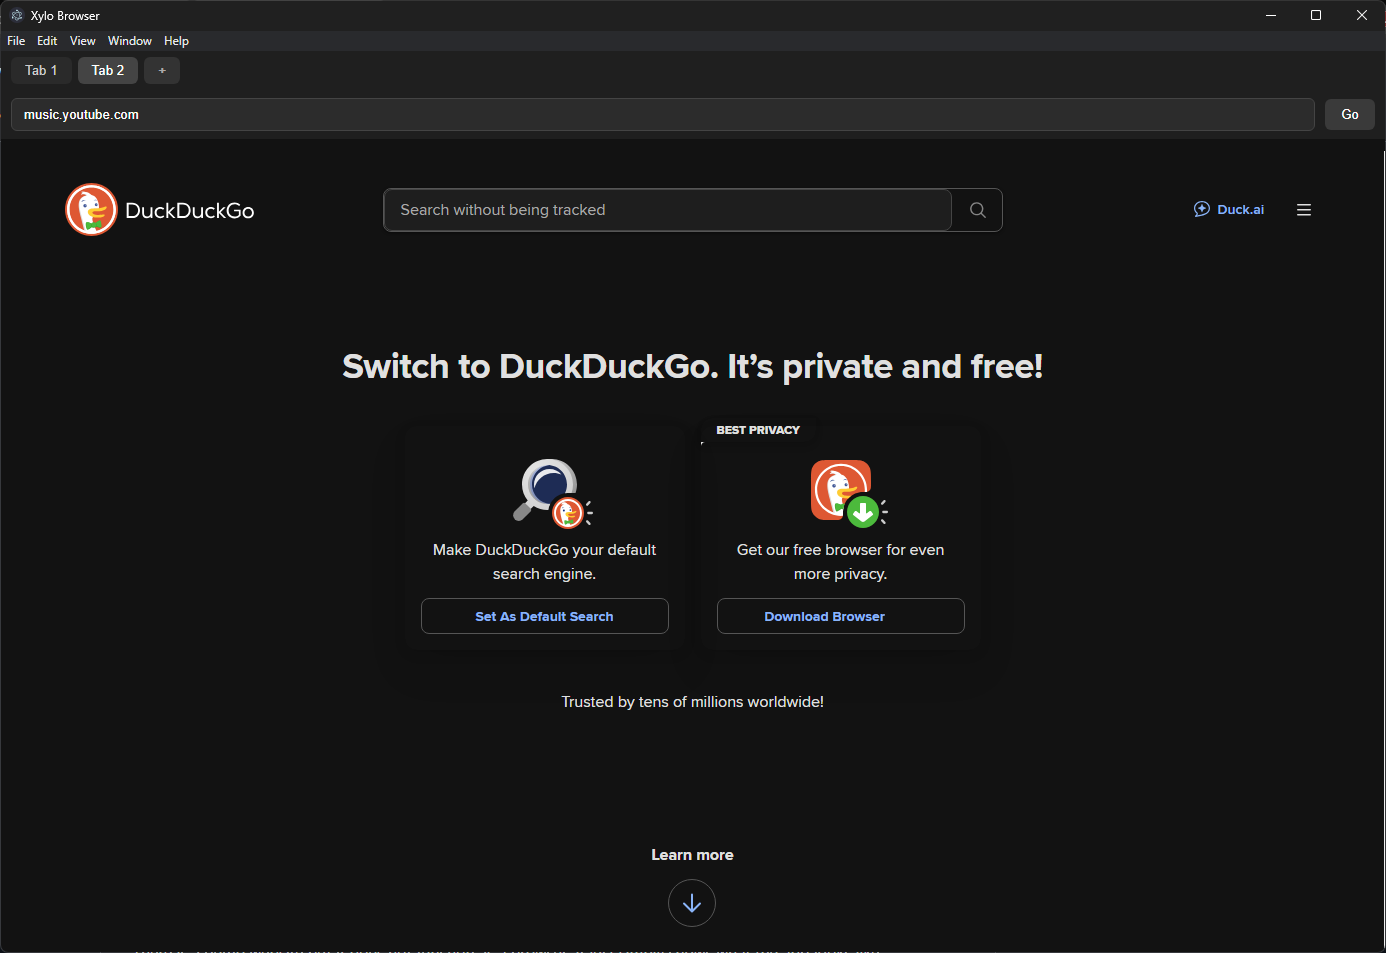 Xylo Browser
File Edit View Window Help
Tab 1 Tab 2 +
music.youtube.com Go
DuckDuckGo Search without being tracked Duck.ai
Switch to DuckDuckGo. It’s private and free!
BEST PRIVACY
Make DuckDuckGo your default
search engine.
Set As Default Search
Get our free browser for even
more privacy.
Download Browser
Trusted by tens of millions worldwide!
Learn more